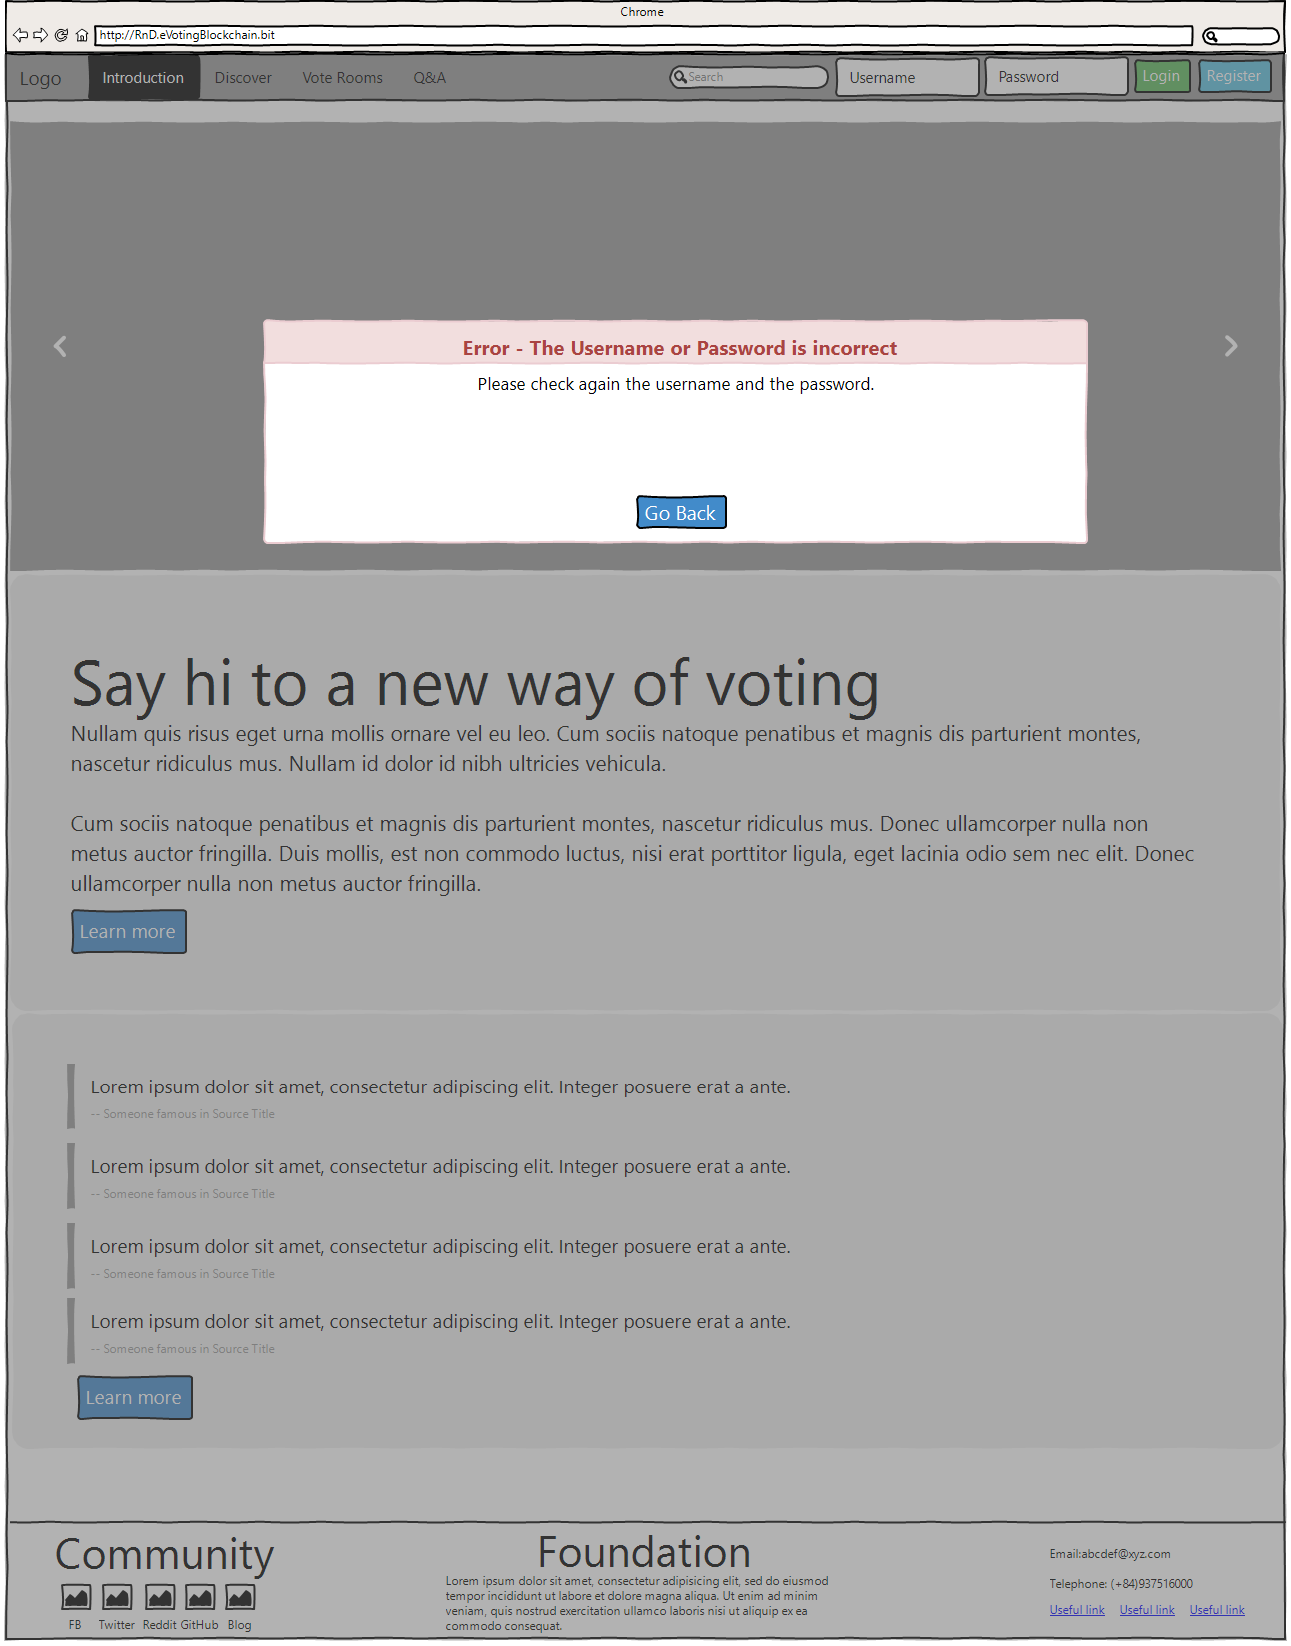 Chrome
http://RnD.eVotingBlockchain.bit
Logo Introduction Discover Vote Rooms Q&A Search Username Password Login Register
Error - The Username or Password is incorrect
Please check again the username and the password.
Go Back
Say hi to a new way of voting
Nullam quis risus eget urna mollis ornare vel eu leo. Cum sociis natoque penatibus et magnis dis parturient montes,
nascetur ridiculus mus. Nullam id dolor id nibh ultricies vehicula.
Cum sociis natoque penatibus et magnis dis parturient montes, nascetur ridiculus mus. Donec ullamcorper nulla non
metus auctor fringilla. Duis mollis, est non commodo luctus, nisi erat porttitor ligula, eget lacinia odio sem nec elit. Donec
ullamcorper nulla non metus auctor fringilla.
Learn more
Lorem ipsum dolor sit amet, consectetur adipiscing elit. Integer posuere erat a ante.
-- Someone famous in Source Title
Lorem ipsum dolor sit amet, consectetur adipiscing elit. Integer posuere erat a ante.
-- Someone famous in Source Title
Lorem ipsum dolor sit amet, consectetur adipiscing elit. Integer posuere erat a ante.
-- Someone famous in Source Title
Lorem ipsum dolor sit amet, consectetur adipiscing elit. Integer posuere erat a ante.
-- Someone famous in Source Title
Learn more
Community
FB Twitter Reddit GitHub Blog
Foundation
Lorem ipsum dolor sit amet, consectetur adipisicing elit, sed do eiusmod
tempor incididunt ut labore et dolore magna aliqua. Ut enim ad minim
veniam, quis nostrud exercitation ullamco laboris nisi ut aliquip ex ea
commodo consequat.
Email:abcdef@xyz.com
Telephone: (+84)937516000
Useful link Useful link Useful link